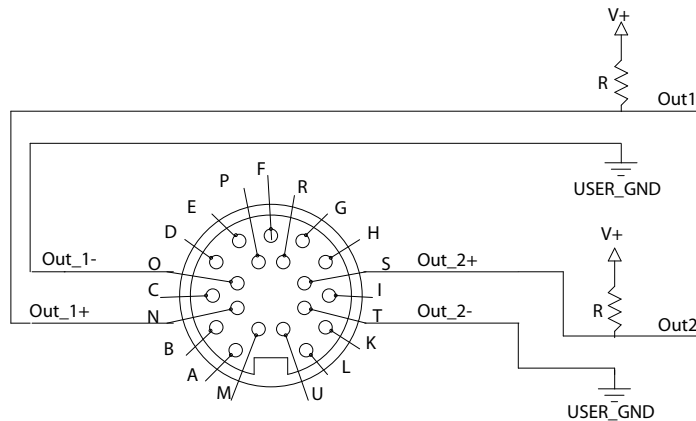 V+
R
Out1
USER_GND
F
P
R
E
G
D
H
Out_1-
O
S
Out_2+
V+
C
I
R
Out_1+
N
T
Out_2-
Out2
B
K
A
L
M
U
USER_GND